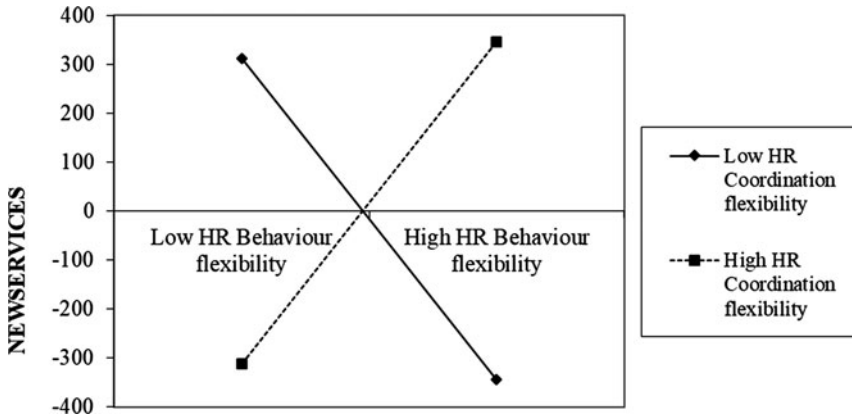 400
300
200
100
0
-100
-200
-300
-400
NEWSERVICES
Low HR Behaviour
flexibility
High HR Behaviour
flexibility
Low HR
Coordination
flexibility
High HR
Coordination
flexibility